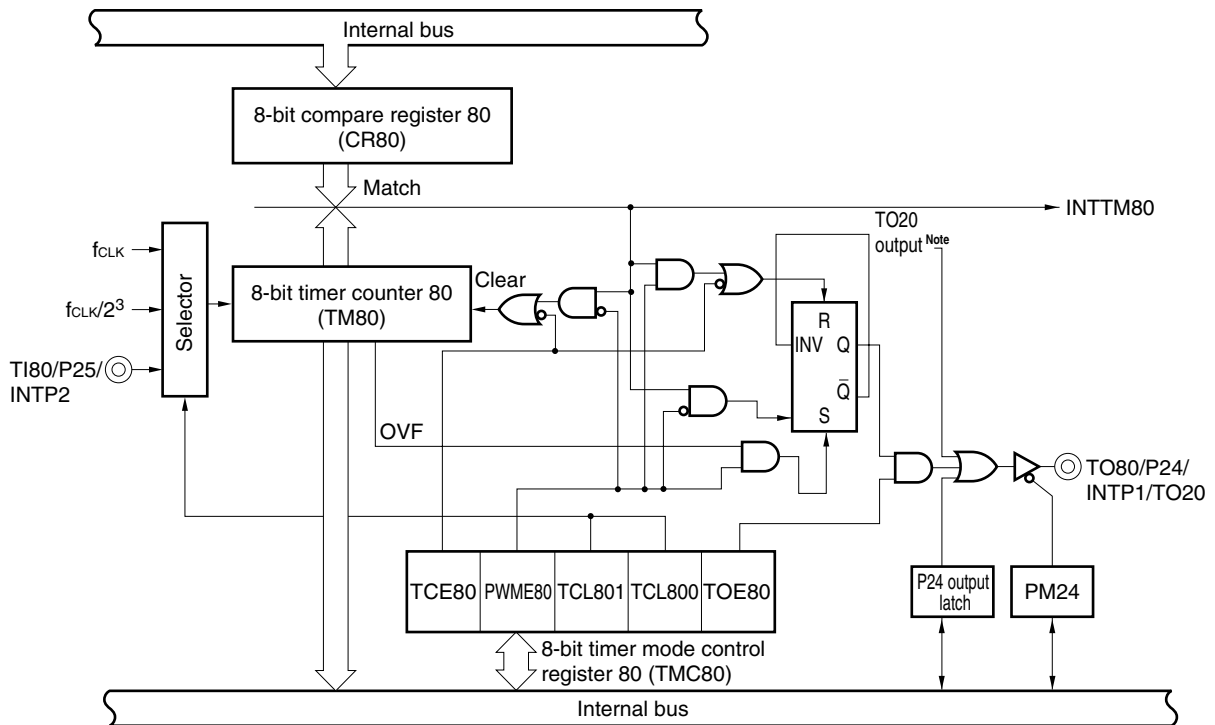 Internal bus
8-bit compare register 80
(CR80)
Match
INTTM80
TO20
output Note
fCLK
fCLK/2³
TI80/P25/
INTP2
Selector
8-bit timer counter 80
(TM80)
Clear
R
INV Q
Q̅
S
OVF
TO80/P24/
INTP1/TO20
TCE80 PWME80 TCL801 TCL800 TOE80
P24 output
latch
PM24
8-bit timer mode control
register 80 (TMC80)
Internal bus